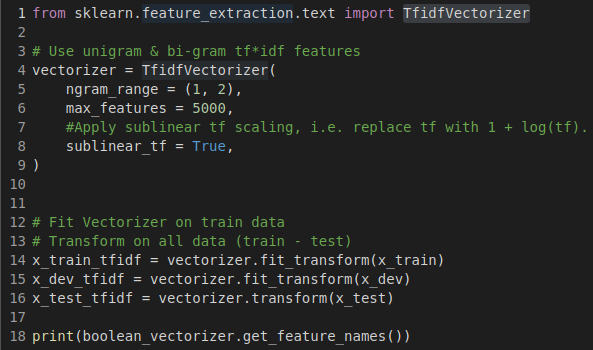 1 from sklearn.feature_extraction.text import TfidfVectorizer
2
3 # Use unigram & bi-gram tf*idf features
4 vectorizer = TfidfVectorizer(
5     ngram_range = (1, 2),
6     max_features = 5000,
7     #Apply sublinear tf scaling, i.e. replace tf with 1 + log(tf).
8     sublinear_tf = True,
9 )
10
11
12 # Fit Vectorizer on train data
13 # Transform on all data (train - test)
14 x_train_tfidf = vectorizer.fit_transform(x_train)
15 x_dev_tfidf = vectorizer.fit_transform(x_dev)
16 x_test_tfidf = vectorizer.transform(x_test)
17
18 print(boolean_vectorizer.get_feature_names())